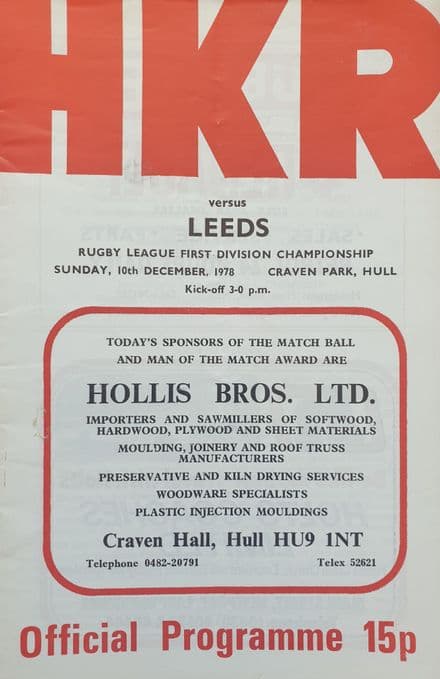 HKR
versus
LEEDS
RUGBY LEAGUE FIRST DIVISION CHAMPIONSHIP
SUNDAY, 10th DECEMBER, 1978 CRAVEN PARK, HULL
Kick-off 3-0 p.m.
TODAY'S SPONSORS OF THE MATCH BALL
AND MAN OF THE MATCH AWARD ARE
HOLLIS BROS. LTD.
IMPORTERS AND SAWMILLERS OF SOFTWOOD,
HARDWOOD, PLYWOOD AND SHEET MATERIALS
MOULDING, JOINERY AND ROOF TRUSS
MANUFACTURERS
PRESERVATIVE AND KILN DRYING SERVICES
WOODWARE SPECIALISTS
PLASTIC INJECTION MOULDINGS
Craven Hall, Hull HU9 1NT
Telephone 0482-20791 Telex 52621
Official Programme 15p